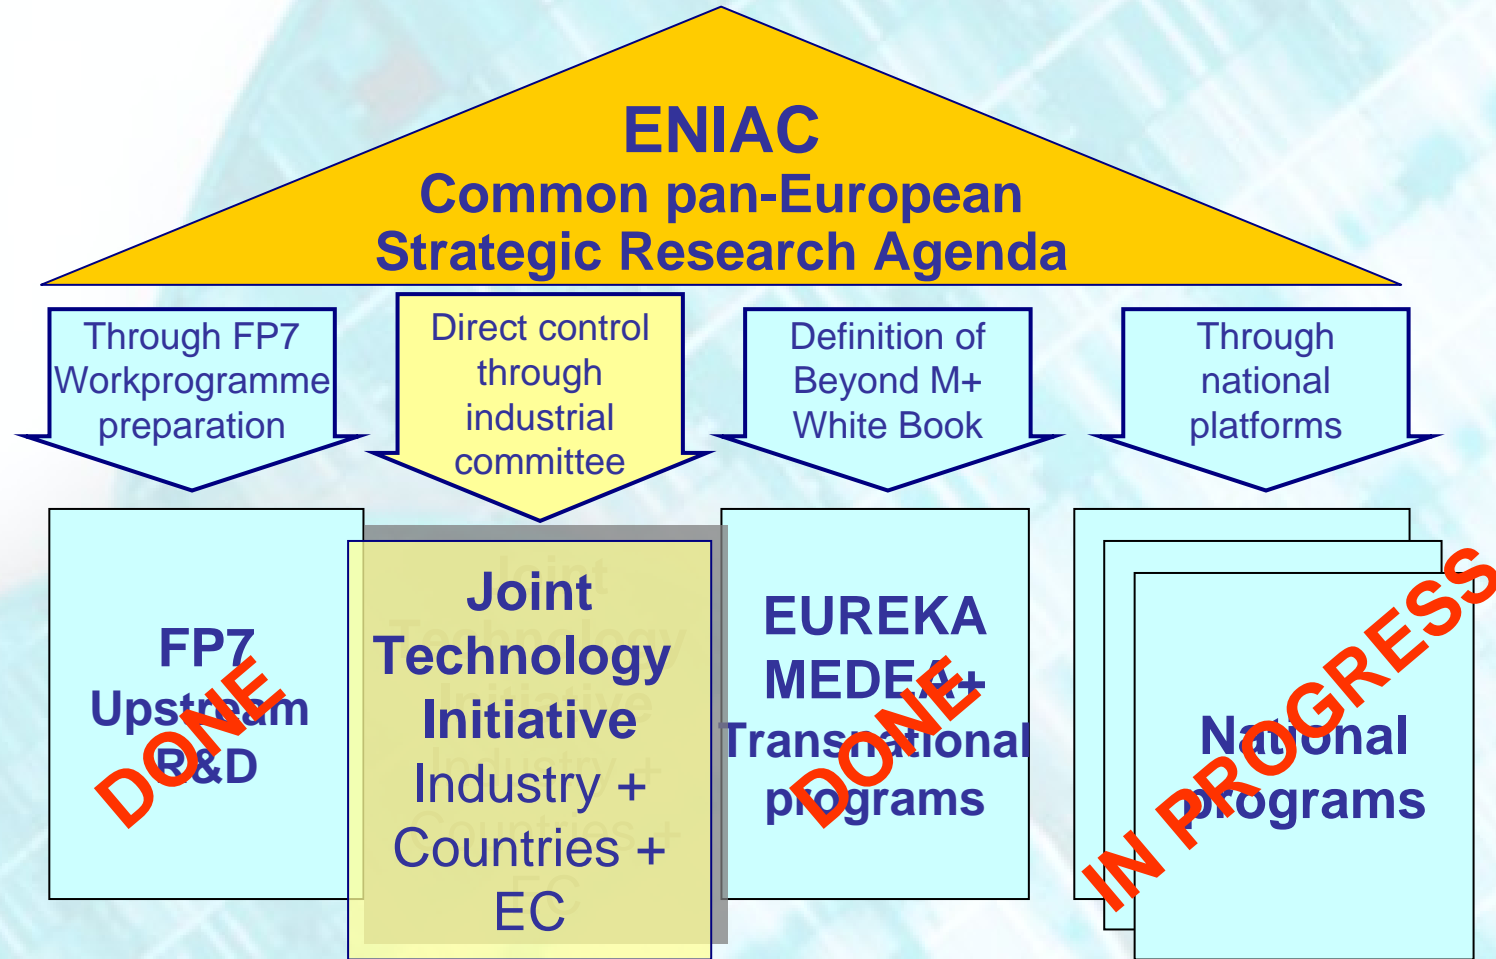 ENIAC
Common pan-European
Strategic Research Agenda
Through FP7
Workprogramme
preparation
Direct control
through
industrial
committee
Definition of
Beyond M+
White Book
Through
national
platforms
FP7
Upstream
R&D
DONE
Joint
Technology
Initiative
Industry +
Countries +
EC
EUREKA
MEDEA+
Transnational
programs
DONE
National
programs
IN PROGRESS